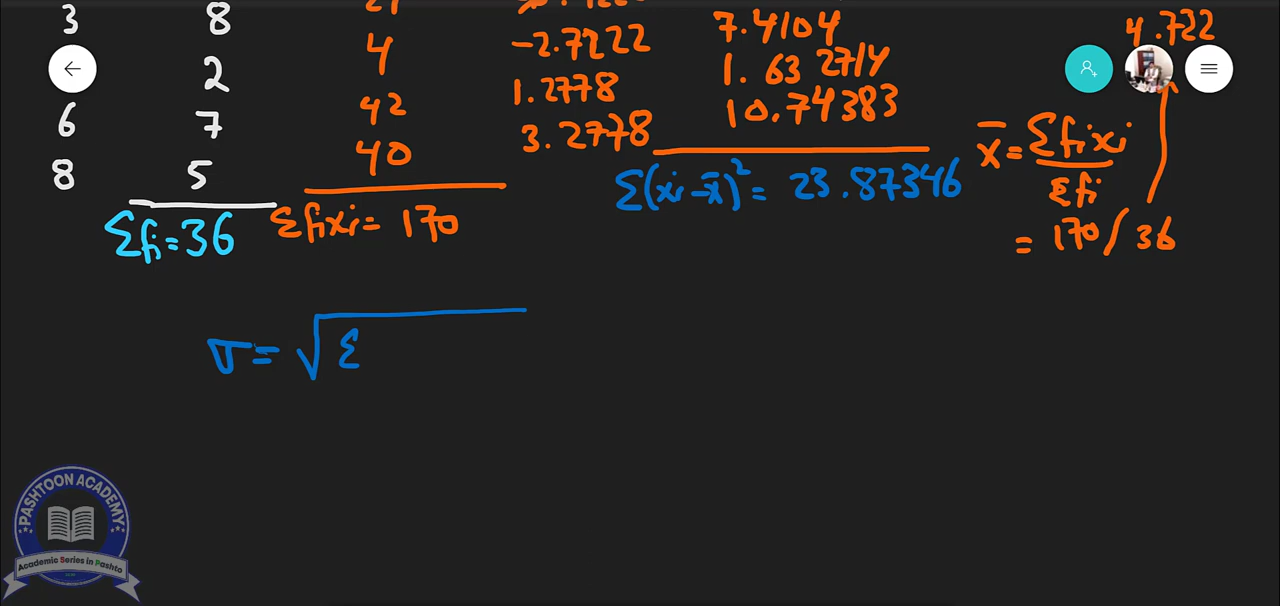 3 8
4 -2.7222 7.4104 4.722
2 1.2778 1.63 2714
6 7 42 3.2778 10.74383
8 5 40
x̄ = Σfixi / Σfi
Σfi=36 Σfixi= 170 Σ(xi-x̄)²= 23.87346
= 170/36
σ= √Σ
PASHTOON ACADEMY
Academic Series in Pashto